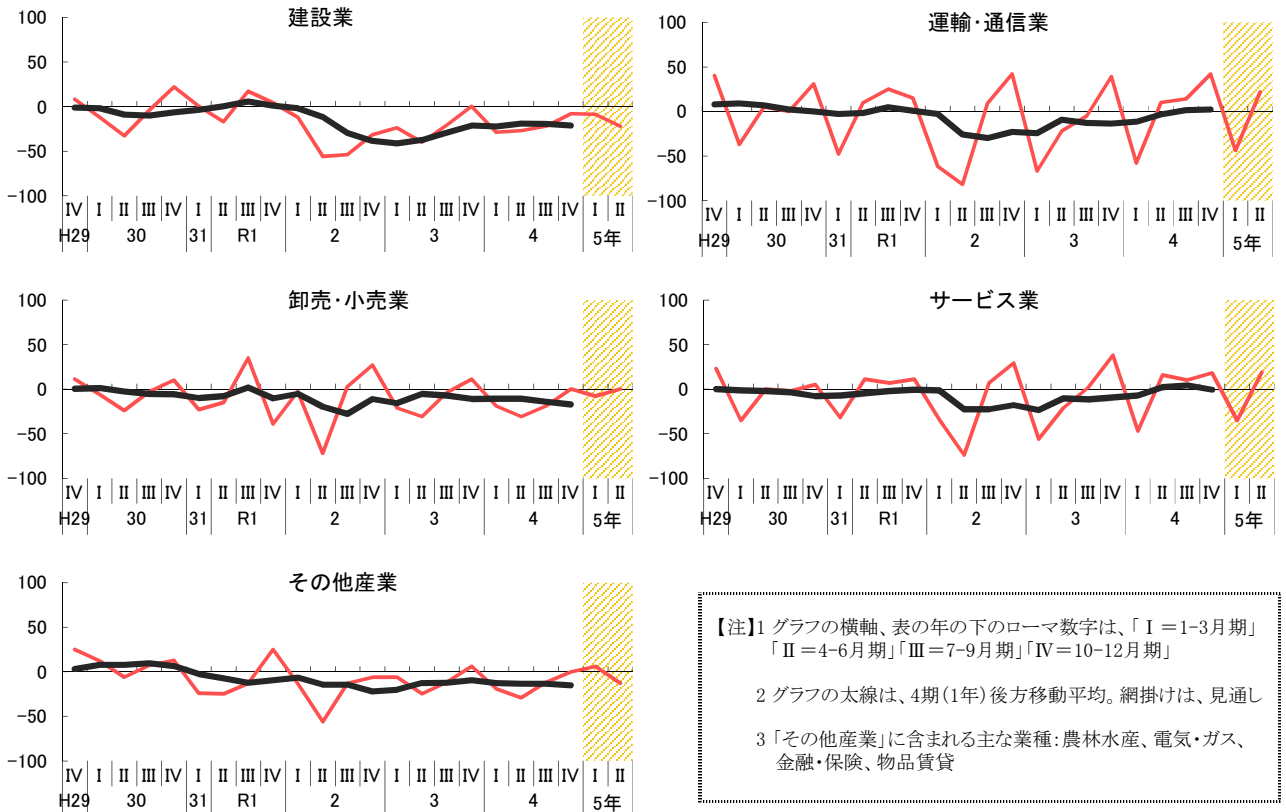 建設業
100
50
0
-50
-100
Ⅳ Ⅰ Ⅱ Ⅲ Ⅳ Ⅰ Ⅱ Ⅲ Ⅳ Ⅰ Ⅱ Ⅲ Ⅳ Ⅰ Ⅱ Ⅲ Ⅳ Ⅰ Ⅱ Ⅲ Ⅳ Ⅰ Ⅱ
H29 30 31 R1 2 3 4 5年
運輸・通信業
100
50
0
-50
-100
Ⅳ Ⅰ Ⅱ Ⅲ Ⅳ Ⅰ Ⅱ Ⅲ Ⅳ Ⅰ Ⅱ Ⅲ Ⅳ Ⅰ Ⅱ Ⅲ Ⅳ Ⅰ Ⅱ Ⅲ Ⅳ Ⅰ Ⅱ
H29 30 31 R1 2 3 4 5年
卸売・小売業
100
50
0
-50
-100
Ⅳ Ⅰ Ⅱ Ⅲ Ⅳ Ⅰ Ⅱ Ⅲ Ⅳ Ⅰ Ⅱ Ⅲ Ⅳ Ⅰ Ⅱ Ⅲ Ⅳ Ⅰ Ⅱ Ⅲ Ⅳ Ⅰ Ⅱ
H29 30 31 R1 2 3 4 5年
サービス業
100
50
0
-50
-100
Ⅳ Ⅰ Ⅱ Ⅲ Ⅳ Ⅰ Ⅱ Ⅲ Ⅳ Ⅰ Ⅱ Ⅲ Ⅳ Ⅰ Ⅱ Ⅲ Ⅳ Ⅰ Ⅱ Ⅲ Ⅳ Ⅰ Ⅱ
H29 30 31 R1 2 3 4 5年
その他産業
100
50
0
-50
-100
Ⅳ Ⅰ Ⅱ Ⅲ Ⅳ Ⅰ Ⅱ Ⅲ Ⅳ Ⅰ Ⅱ Ⅲ Ⅳ Ⅰ Ⅱ Ⅲ Ⅳ Ⅰ Ⅱ Ⅲ Ⅳ Ⅰ Ⅱ
H29 30 31 R1 2 3 4 5年
【注】1 グラフの横軸、表の年の下のローマ数字は、「Ⅰ=1-3月期」
「Ⅱ=4-6月期」「Ⅲ=7-9月期」「Ⅳ=10-12月期」
2 グラフの太線は、4期(1年)後方移動平均。網掛けは、見通し
3 「その他産業」に含まれる主な業種:農林水産、電気・ガス、
金融・保険、物品賃貸